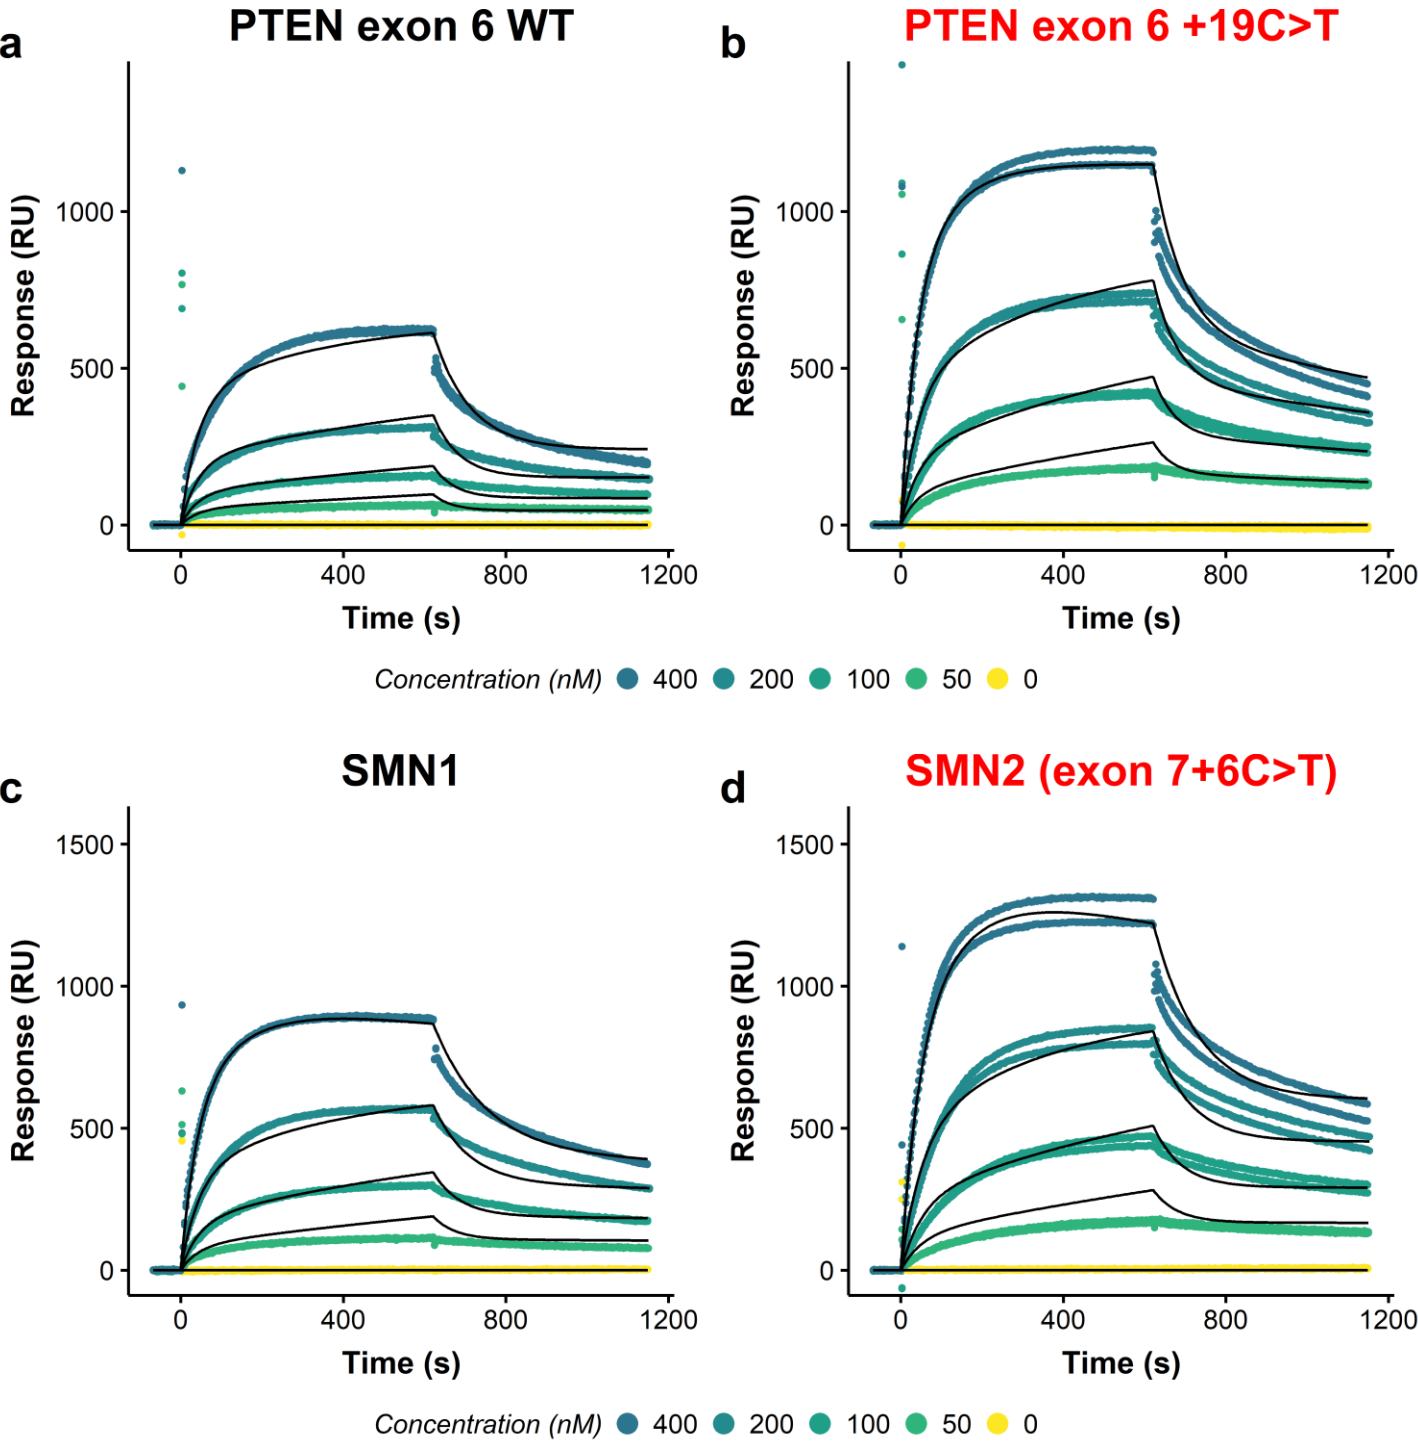 a
PTEN exon 6 WT
Response (RU)
1000
500
0
0 400 800 1200
Time (s)
b
PTEN exon 6 +19C>T
Response (RU)
1000
500
0
0 400 800 1200
Time (s)
Concentration (nM) 400 200 100 50 0
c
SMN1
Response (RU)
1500
1000
500
0
0 400 800 1200
Time (s)
d
SMN2 (exon 7+6C>T)
Response (RU)
1500
1000
500
0
0 400 800 1200
Time (s)
Concentration (nM) 400 200 100 50 0